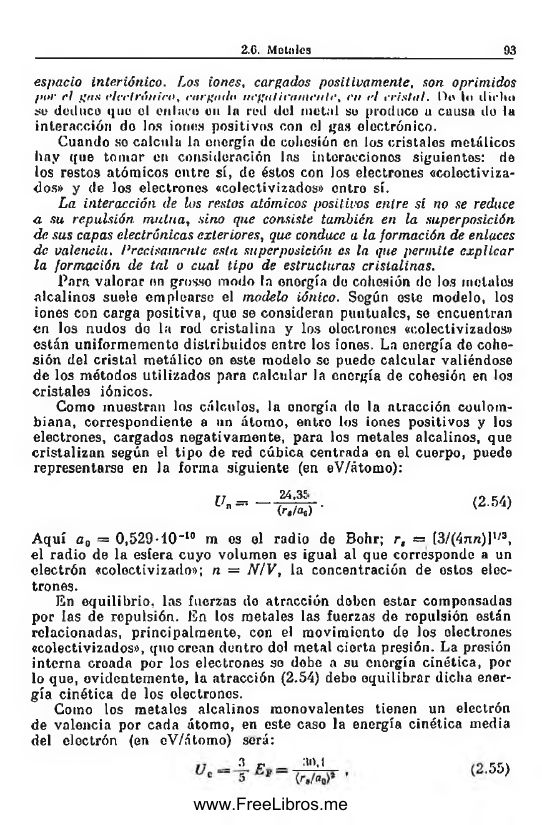 2.6. Metales 93
espacio interiónico. Los iones, cargados positivamente, son oprimidos
por el gas electrónico, cargado negativamente, en el cristal. De lo dicho
se deduce que el enlace en la red del metal se produce a causa de la
interacción de los iones positivos con el gas electrónico.
Cuando se calcula la energía de cohesión en los cristales metálicos
hay que tomar en consideración las interacciones siguientes: de
los restos atómicos entre sí, de éstos con los electrones «colectiviza-
dos» y de los electrones «colectivizados» entre sí.
La interacción de los restos atómicos positivos entre sí no se reduce
a su repulsión mutua, sino que consiste también en la superposición
de sus capas electrónicas exteriores, que conduce a la formación de enlaces
de valencia. Precisamente esta superposición es la que permite explicar
la formación de tal o cual tipo de estructuras cristalinas.
Para valorar en grosso modo la energía de cohesión de los metales
alcalinos suele emplearse el modelo iónico. Según este modelo, los
iones con carga positiva, que se consideran puntuales, se encuentran
en los nudos de la red cristalina y los electrones «colectivizados»
están uniformemente distribuidos entre los iones. La energía de cohe-
sión del cristal metálico en este modelo se puede calcular valiéndose
de los métodos utilizados para calcular la energía de cohesión en los
cristales iónicos.
Como muestran los cálculos, la energía de la atracción coulom-
biana, correspondiente a un átomo, entre los iones positivos y los
electrones, cargados negativamente, para los metales alcalinos, que
cristalizan según el tipo de red cúbica centrada en el cuerpo, puede
representarse en la forma siguiente (en eV/átomo):
U_a = — 24,35/(r_s/a_0). (2.54)
Aquí a_0 = 0,529·10⁻¹⁰ m es el radio de Bohr; r_s = [3/(4πn)]^1/3,
el radio de la esfera cuyo volumen es igual al que corresponde a un
electrón «colectivizado»; n = N/V, la concentración de estos elec-
trones.
En equilibrio, las fuerzas de atracción deben estar compensadas
por las de repulsión. En los metales las fuerzas de repulsión están
relacionadas, principalmente, con el movimiento de los electrones
«colectivizados», que crean dentro del metal cierta presión. La presión
interna creada por los electrones se debe a su energía cinética, por
lo que, evidentemente, la atracción (2.54) debe equilibrar dicha ener-
gía cinética de los electrones.
Como los metales alcalinos monovalentes tienen un electrón
de valencia por cada átomo, en este caso la energía cinética media
del electrón (en eV/átomo) será:
U_c = 3/5 E_F = 30,1/(r_s/a_0)², (2.55)
www.FreeLibros.me